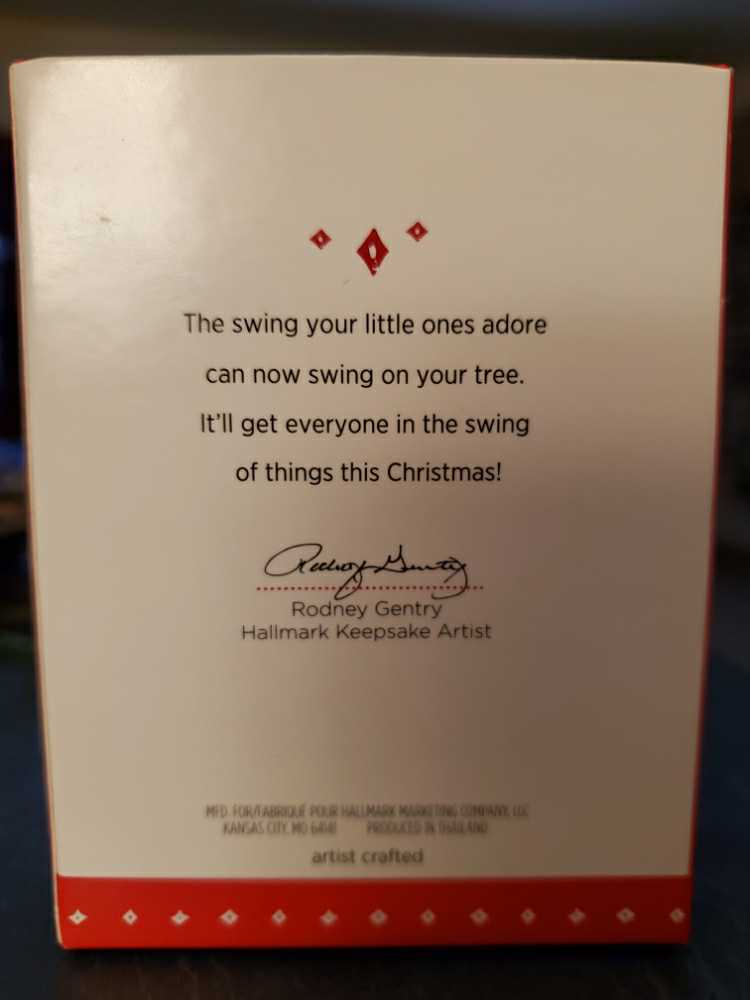 The swing your little ones adore
can now swing on your tree.
It'll get everyone in the swing
of things this Christmas!
Rodney Gentry
Rodney Gentry
Hallmark Keepsake Artist
MFD. FOR/FABRIQUÉ POUR HALLMARK MARKETING COMPANY, LLC
KANSAS CITY, MO 64141 PRODUCED IN THAILAND
artist crafted